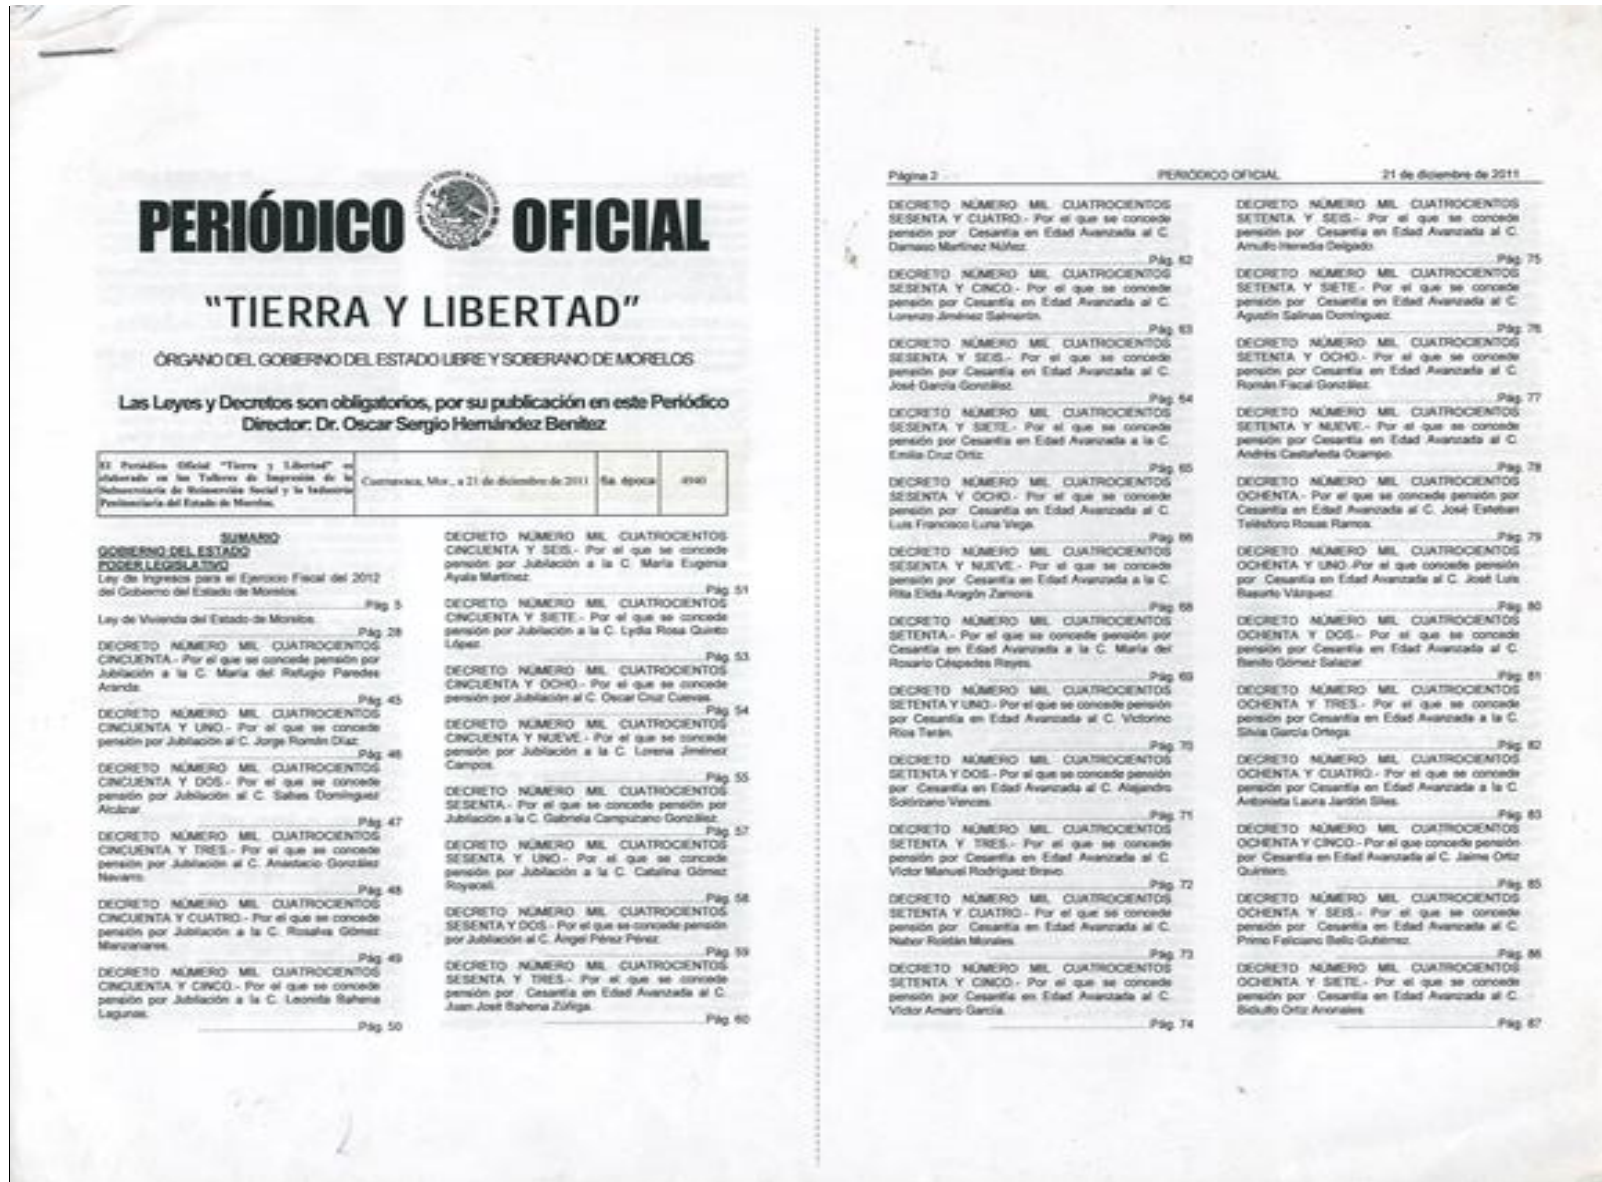 PERIÓDICO OFICIAL
"TIERRA Y LIBERTAD"
ÓRGANO DEL GOBIERNO DEL ESTADO LIBRE Y SOBERANO DE MORELOS
Las Leyes y Decretos son obligatorios, por su publicación en este Periódico
Director: Dr. Oscar Sergio Hernández Benítez
El Periódico Oficial "Tierra y Libertad" es
elaborado en los Talleres de Impresión de la
Subsecretaría de Reinserción Social y la Industria
Penitenciaria del Estado de Morelos.
Cuernavaca, Mor., a 21 de diciembre de 2011
6a. época
4940
SUMARIO
GOBIERNO DEL ESTADO
PODER LEGISLATIVO
Ley de Ingresos para el Ejercicio Fiscal del 2012
del Gobierno del Estado de Morelos.
Pág. 5
Ley de Vivienda del Estado de Morelos.
Pág. 28
DECRETO NÚMERO MIL CUATROCIENTOS
CINCUENTA.- Por el que se concede pensión por
Jubilación a la C. María del Refugio Paredes
Aranda.
Pág. 45
DECRETO NÚMERO MIL CUATROCIENTOS
CINCUENTA Y UNO.- Por el que se concede
pensión por Jubilación al C. Jorge Román Díaz.
Pág. 46
DECRETO NÚMERO MIL CUATROCIENTOS
CINCUENTA Y DOS.- Por el que se concede
pensión por Jubilación al C. Sabas Domínguez
Alcázar.
Pág. 47
DECRETO NÚMERO MIL CUATROCIENTOS
CINCUENTA Y TRES.- Por el que se concede
pensión por Jubilación al C. Anastacio González
Navarro.
Pág. 48
DECRETO NÚMERO MIL CUATROCIENTOS
CINCUENTA Y CUATRO.- Por el que se concede
pensión por Jubilación a la C. Rosalva Gómez
Manzanares.
Pág. 49
DECRETO NÚMERO MIL CUATROCIENTOS
CINCUENTA Y CINCO.- Por el que se concede
pensión por Jubilación a la C. Leonila Bahena
Lagunas.
Pág. 50
DECRETO NÚMERO MIL CUATROCIENTOS
CINCUENTA Y SEIS.- Por el que se concede
pensión por Jubilación a la C. María Eugenia
Ayala Martínez.
Pág. 51
DECRETO NÚMERO MIL CUATROCIENTOS
CINCUENTA Y SIETE.- Por el que se concede
pensión por Jubilación a la C. Lydia Rosa Quinto
López.
Pág. 53
DECRETO NÚMERO MIL CUATROCIENTOS
CINCUENTA Y OCHO.- Por el que se concede
pensión por Jubilación al C. Oscar Cruz Cuevas.
Pág. 54
DECRETO NÚMERO MIL CUATROCIENTOS
CINCUENTA Y NUEVE.- Por el que se concede
pensión por Jubilación a la C. Lorena Jiménez
Campos.
Pág. 55
DECRETO NÚMERO MIL CUATROCIENTOS
SESENTA.- Por el que se concede pensión por
Jubilación a la C. Gabriela Campuzano González.
Pág. 57
DECRETO NÚMERO MIL CUATROCIENTOS
SESENTA Y UNO.- Por el que se concede
pensión por Jubilación a la C. Catalina Gómez
Royaceli.
Pág. 58
DECRETO NÚMERO MIL CUATROCIENTOS
SESENTA Y DOS.- Por el que se concede pensión
por Jubilación al C. Ángel Pérez Pérez.
Pág. 59
DECRETO NÚMERO MIL CUATROCIENTOS
SESENTA Y TRES.- Por el que se concede
pensión por Cesantía en Edad Avanzada al C.
Juan José Bahena Zúñiga.
Pág. 60
Página 2 PERIÓDICO OFICIAL 21 de diciembre de 2011
DECRETO NÚMERO MIL CUATROCIENTOS
SESENTA Y CUATRO.- Por el que se concede
pensión por Cesantía en Edad Avanzada al C.
Damaso Martínez Núñez.
Pág. 62
DECRETO NÚMERO MIL CUATROCIENTOS
SESENTA Y CINCO.- Por el que se concede
pensión por Cesantía en Edad Avanzada al C.
Lorenzo Jiménez Salmerón.
Pág. 63
DECRETO NÚMERO MIL CUATROCIENTOS
SESENTA Y SEIS.- Por el que se concede
pensión por Cesantía en Edad Avanzada al C.
José García González.
Pág. 64
DECRETO NÚMERO MIL CUATROCIENTOS
SESENTA Y SIETE.- Por el que se concede
pensión por Cesantía en Edad Avanzada a la C.
Emilia Cruz Ortiz.
Pág. 65
DECRETO NÚMERO MIL CUATROCIENTOS
SESENTA Y OCHO.- Por el que se concede
pensión por Cesantía en Edad Avanzada al C.
Luis Francisco Luna Vega.
Pág. 66
DECRETO NÚMERO MIL CUATROCIENTOS
SESENTA Y NUEVE.- Por el que se concede
pensión por Cesantía en Edad Avanzada a la C.
Rita Elida Aragón Zamora.
Pág. 68
DECRETO NÚMERO MIL CUATROCIENTOS
SETENTA.- Por el que se concede pensión por
Cesantía en Edad Avanzada a la C. María del
Rosario Céspedes Reyes.
Pág. 69
DECRETO NÚMERO MIL CUATROCIENTOS
SETENTA Y UNO.- Por el que se concede pensión
por Cesantía en Edad Avanzada al C. Victorino
Ríos Terán.
Pág. 70
DECRETO NÚMERO MIL CUATROCIENTOS
SETENTA Y DOS.- Por el que se concede pensión
por Cesantía en Edad Avanzada al C. Alejandro
Solórzano Vences.
Pág. 71
DECRETO NÚMERO MIL CUATROCIENTOS
SETENTA Y TRES.- Por el que se concede
pensión por Cesantía en Edad Avanzada al C.
Víctor Manuel Rodríguez Bravo.
Pág. 72
DECRETO NÚMERO MIL CUATROCIENTOS
SETENTA Y CUATRO.- Por el que se concede
pensión por Cesantía en Edad Avanzada al C.
Nahor Roldán Morales.
Pág. 73
DECRETO NÚMERO MIL CUATROCIENTOS
SETENTA Y CINCO.- Por el que se concede
pensión por Cesantía en Edad Avanzada al C.
Víctor Amaro García.
Pág. 74
DECRETO NÚMERO MIL CUATROCIENTOS
SETENTA Y SEIS.- Por el que se concede
pensión por Cesantía en Edad Avanzada al C.
Arnulfo Heredia Delgado.
Pág. 75
DECRETO NÚMERO MIL CUATROCIENTOS
SETENTA Y SIETE.- Por el que se concede
pensión por Cesantía en Edad Avanzada al C.
Agustín Salinas Domínguez.
Pág. 76
DECRETO NÚMERO MIL CUATROCIENTOS
SETENTA Y OCHO.- Por el que se concede
pensión por Cesantía en Edad Avanzada al C.
Román Fiscal González.
Pág. 77
DECRETO NÚMERO MIL CUATROCIENTOS
SETENTA Y NUEVE.- Por el que se concede
pensión por Cesantía en Edad Avanzada al C.
Andrés Castañeda Ocampo.
Pág. 78
DECRETO NÚMERO MIL CUATROCIENTOS
OCHENTA.- Por el que se concede pensión por
Cesantía en Edad Avanzada al C. José Esteban
Telésforo Rosas Ramos.
Pág. 79
DECRETO NÚMERO MIL CUATROCIENTOS
OCHENTA Y UNO.-Por el que se concede pensión
por Cesantía en Edad Avanzada al C. José Luis
Basurto Vázquez.
Pág. 80
DECRETO NÚMERO MIL CUATROCIENTOS
OCHENTA Y DOS.- Por el que se concede
pensión por Cesantía en Edad Avanzada al C.
Benito Gómez Salazar.
Pág. 81
DECRETO NÚMERO MIL CUATROCIENTOS
OCHENTA Y TRES.- Por el que se concede
pensión por Cesantía en Edad Avanzada a la C.
Silvia García Ortega.
Pág. 82
DECRETO NÚMERO MIL CUATROCIENTOS
OCHENTA Y CUATRO.- Por el que se concede
pensión por Cesantía en Edad Avanzada a la C.
Antonieta Laura Jardón Siles.
Pág. 83
DECRETO NÚMERO MIL CUATROCIENTOS
OCHENTA Y CINCO.- Por el que concede pensión
por Cesantía en Edad Avanzada al C. Jaime Ortiz
Quintero.
Pág. 85
DECRETO NÚMERO MIL CUATROCIENTOS
OCHENTA Y SEIS.- Por el que se concede
pensión por Cesantía en Edad Avanzada al C.
Primo Feliciano Bello Gutiérrez.
Pág. 86
DECRETO NÚMERO MIL CUATROCIENTOS
OCHENTA Y SIETE.- Por el que se concede
pensión por Cesantía en Edad Avanzada al C.
Bidulfo Ortiz
Pág. 87